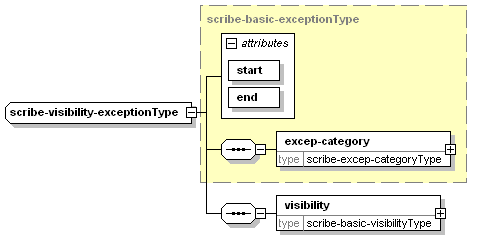 scribe-basic-exceptionType
attributes
start
end
scribe-visibility-exceptionType
excep-category
type scribe-excep-categoryType
visibility
type scribe-basic-visibilityType